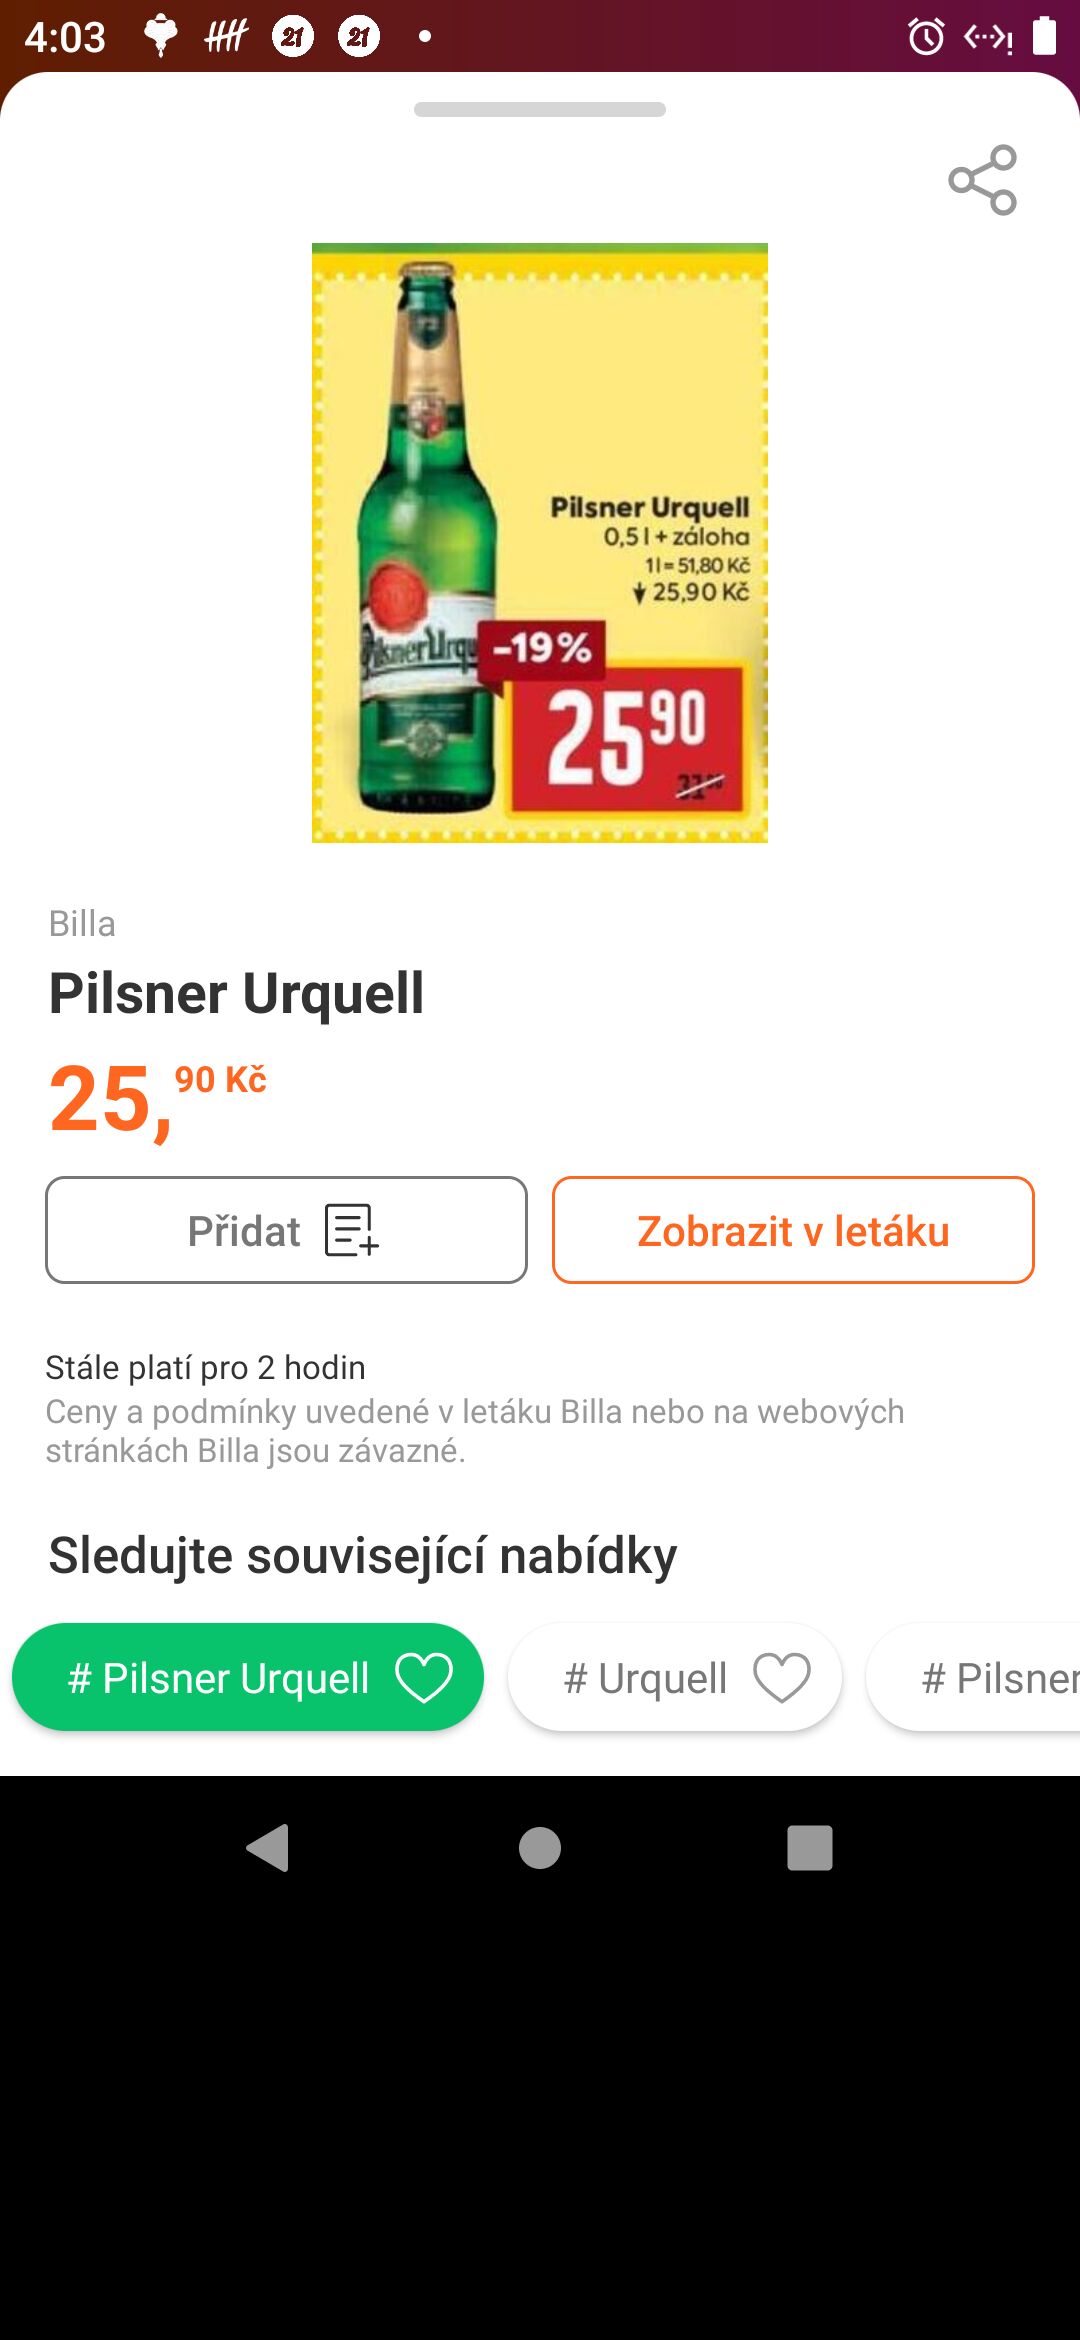 4:03
Pilsner Urquell
0,5 l + záloha
1 l = 51,80 Kč
25,90 Kč
-19%
25 90
Billa
Pilsner Urquell
25,90 Kč
Přidat
Zobrazit v letáku
Stále platí pro 2 hodin
Ceny a podmínky uvedené v letáku Billa nebo na webových
stránkách Billa jsou závazné.
Sledujte související nabídky
# Pilsner Urquell
# Urquell
# Pilsner